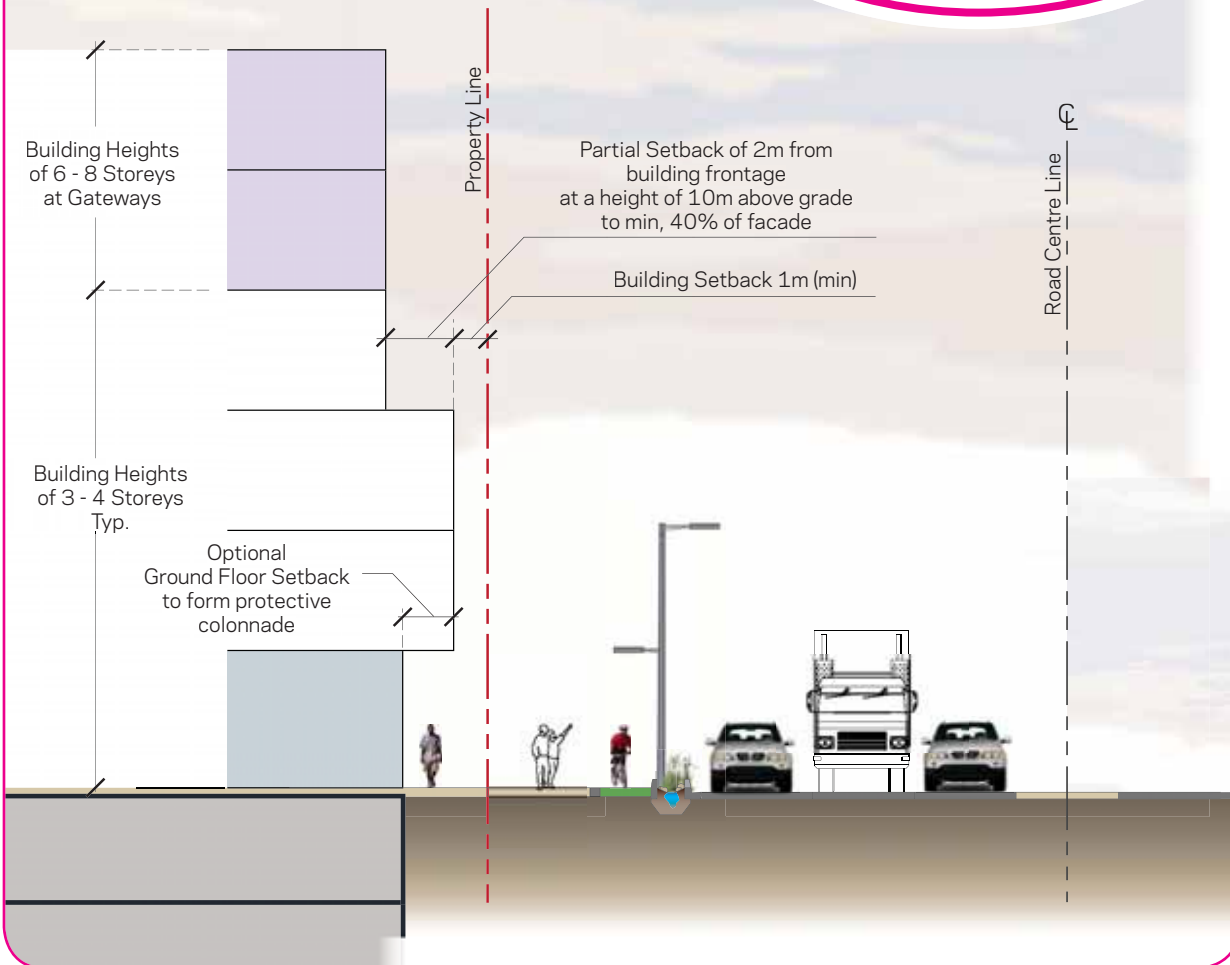 Building Heights
of 6 - 8 Storeys
at Gateways
Property Line
Partial Setback of 2m from
building frontage
at a height of 10m above grade
to min, 40% of facade
Building Setback 1m (min)
℄
Road Centre Line
Building Heights
of 3 - 4 Storeys
Typ.
Optional
Ground Floor Setback
to form protective
colonnade